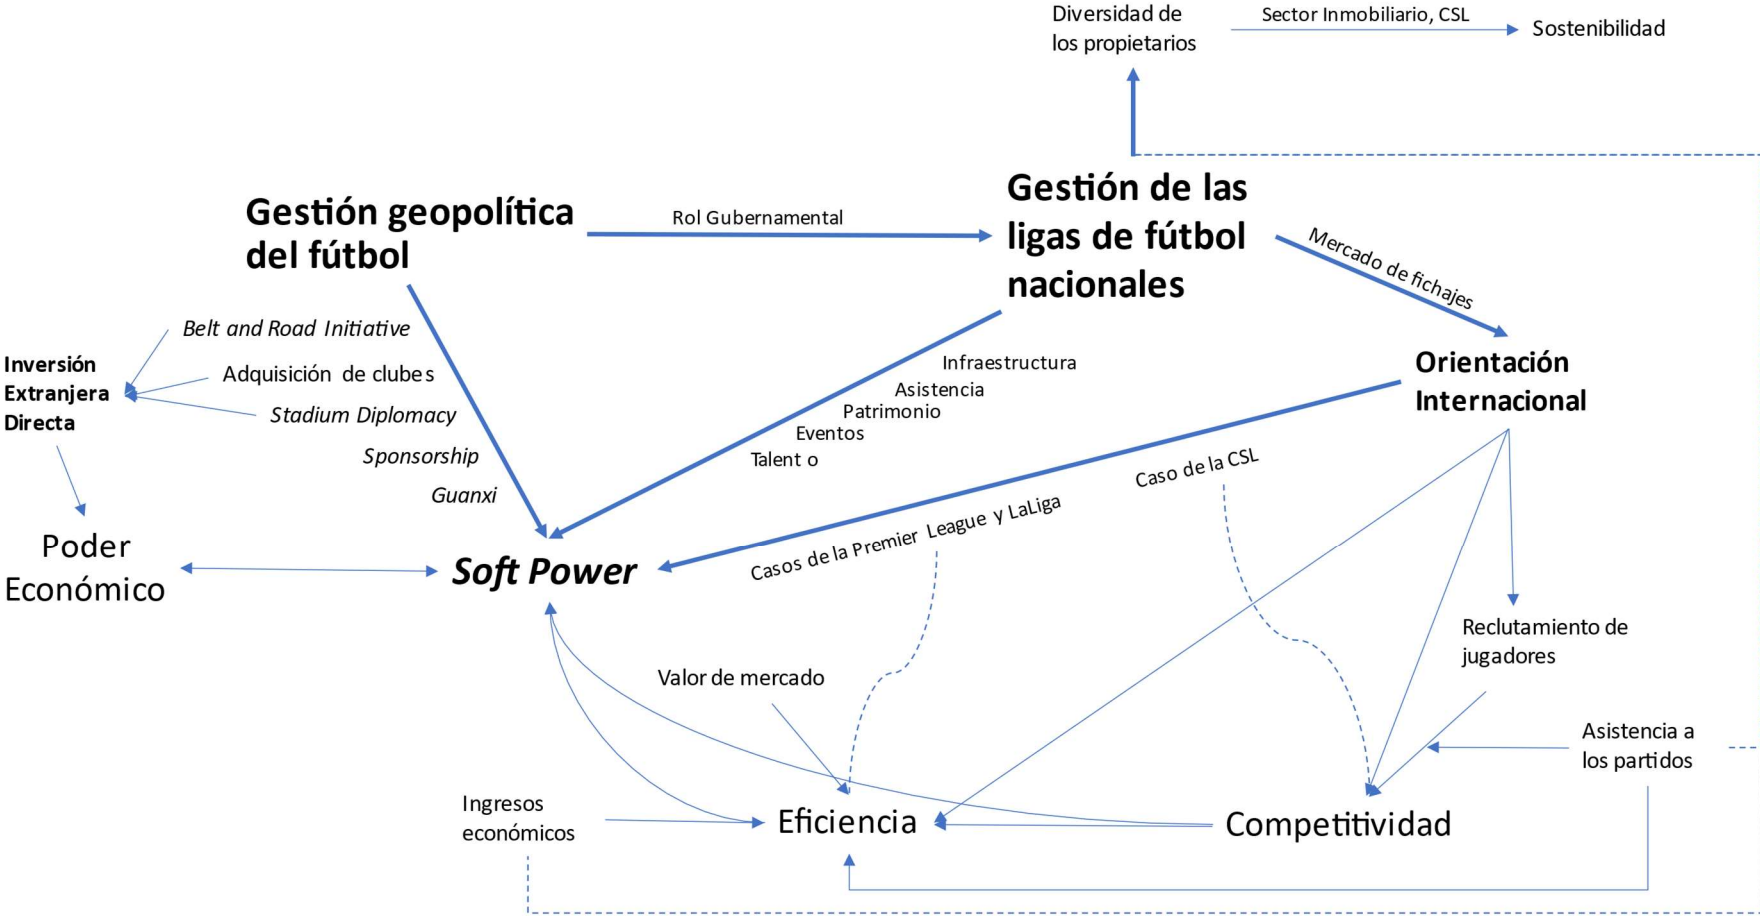 Diversidad de
los propietarios
Sector Inmobiliario, CSL
Sostenibilidad
Gestión geopolítica
del fútbol
Rol Gubernamental
Gestión de las
ligas de fútbol
nacionales
Mercado de fichajes
Belt and Road Initiative
Inversión
Extranjera
Directa
Adquisición de clubes
Stadium Diplomacy
Sponsorship
Guanxi
Infraestructura
Asistencia
Patrimonio
Eventos
Talent o
Orientación
Internacional
Caso de la CSL
Casos de la Premier League y LaLiga
Poder
Económico
Soft Power
Reclutamiento de
jugadores
Valor de mercado
Asistencia a
los partidos
Ingresos
económicos
Eficiencia
Competitividad